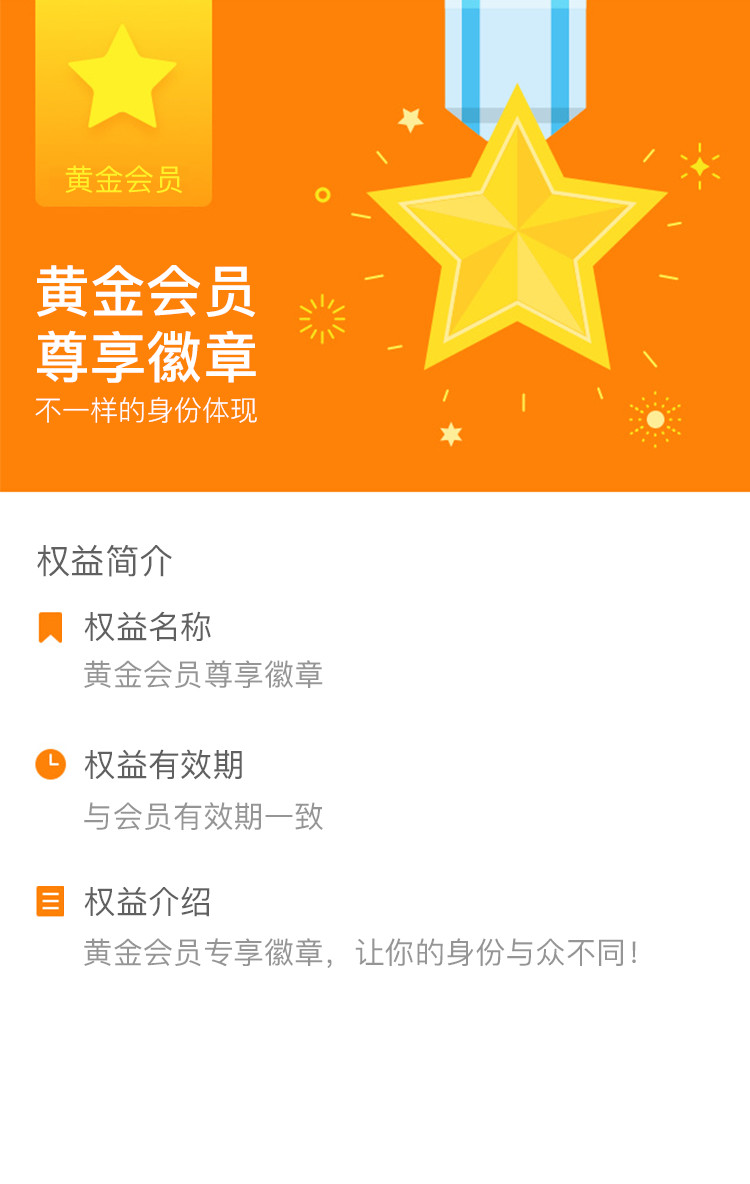 黄金会员
黄金会员
尊享徽章
不一样的身份体现
权益简介
权益名称
黄金会员尊享徽章
权益有效期
与会员有效期一致
权益介绍
黄金会员专享徽章，让你的身份与众不同！